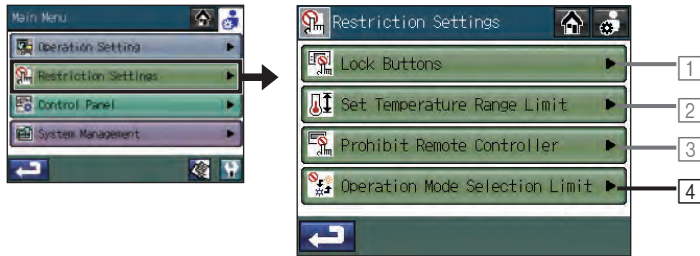 Main Menu
Operation Setting
Restriction Settings
Control Panel
System Management
Restriction Settings
Lock Buttons
1
Set Temperature Range Limit
2
Prohibit Remote Controller
3
Operation Mode Selection Limit
4